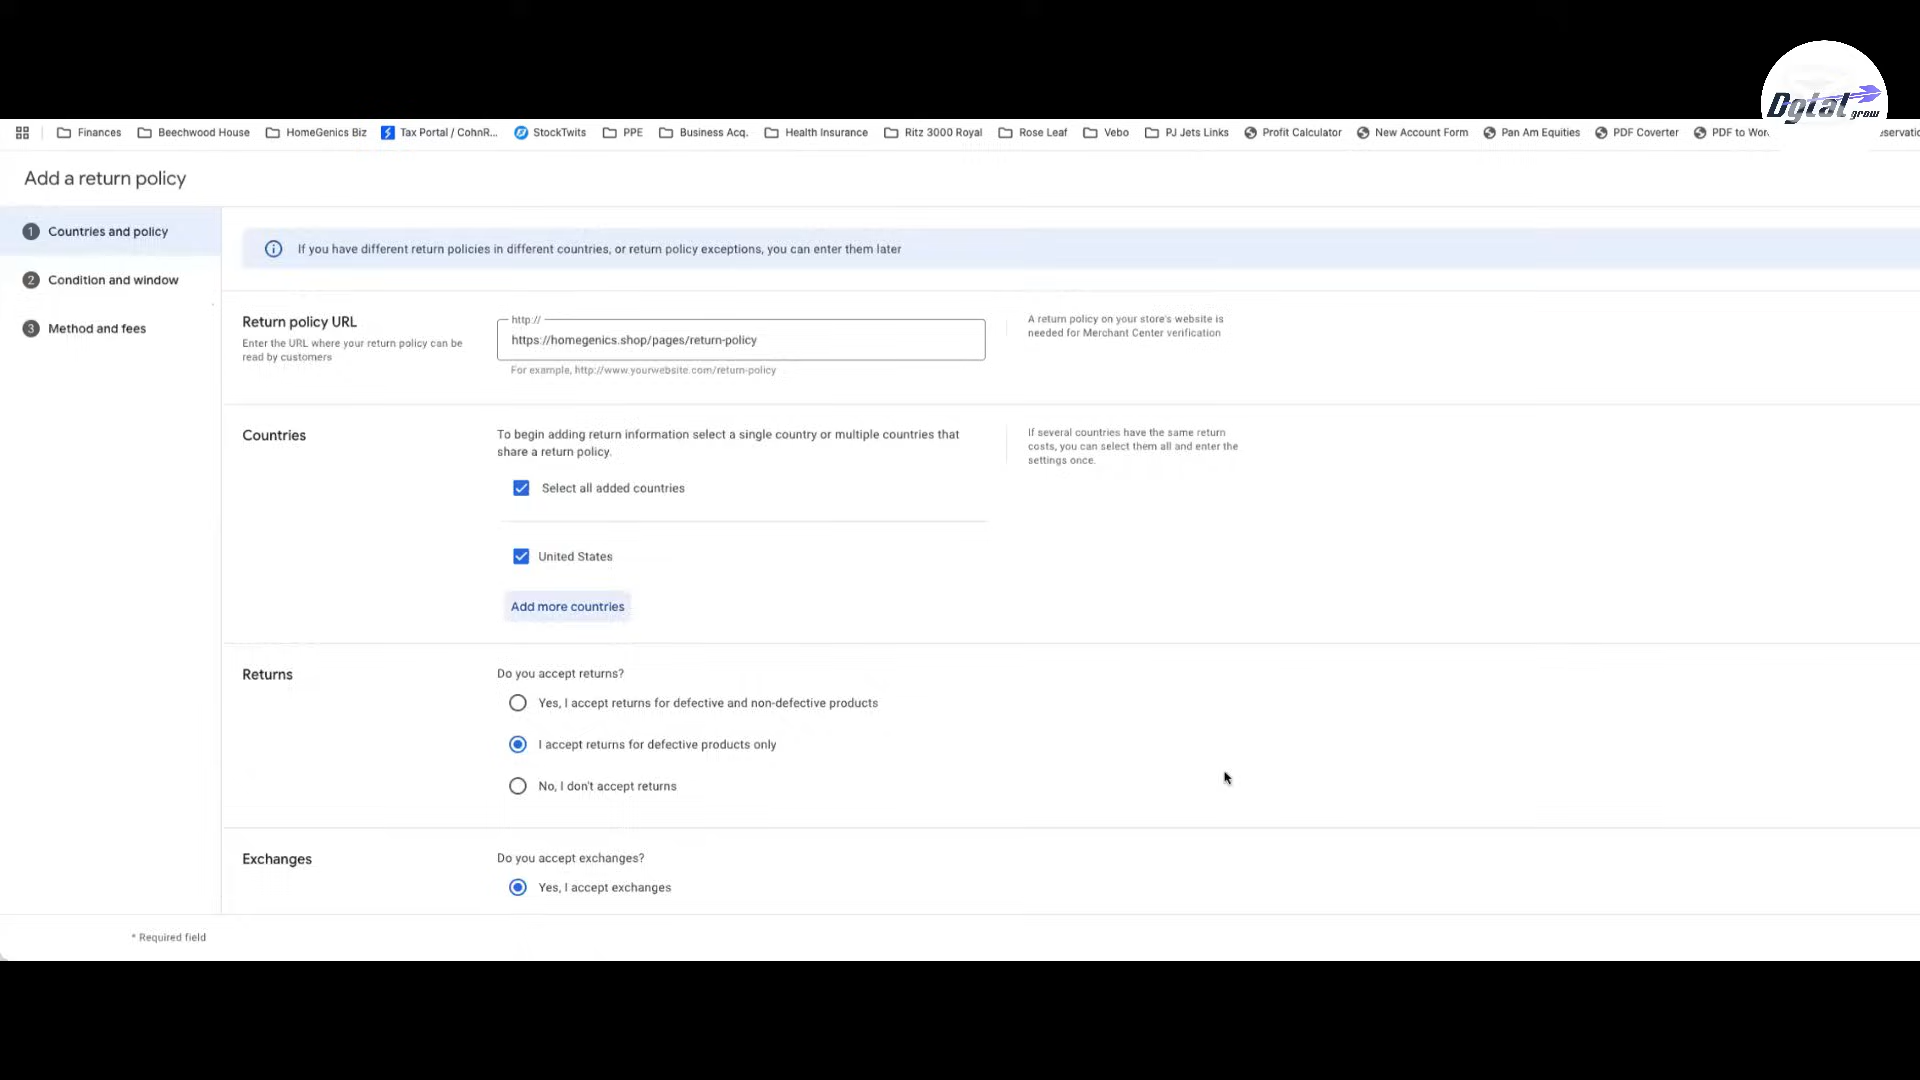 Dgtal grow
Finances Beechwood House HomeGenics Biz Tax Portal / CohnR... StockTwits PPE Business Acq. Health Insurance Ritz 3000 Royal Rose Leaf Vebo PJ Jets Links Profit Calculator New Account Form Pan Am Equities PDF Coverter PDF to
Add a return policy
1 Countries and policy
2 Condition and window
3 Method and fees
If you have different return policies in different countries, or return policy exceptions, you can enter them later
Return policy URL
Enter the URL where your return policy can be
read by customers
http://
https://homegenics.shop/pages/return-policy
For example, http://www.yourwebsite.com/return-policy
A return policy on your store's website is
needed for Merchant Center verification
Countries
To begin adding return information select a single country or multiple countries that
share a return policy.
If several countries have the same return
costs, you can select them all and enter the
settings once.
Select all added countries
United States
Add more countries
Returns
Do you accept returns?
Yes, I accept returns for defective and non-defective products
I accept returns for defective products only
No, I don't accept returns
Exchanges
Do you accept exchanges?
Yes, I accept exchanges
* Required field